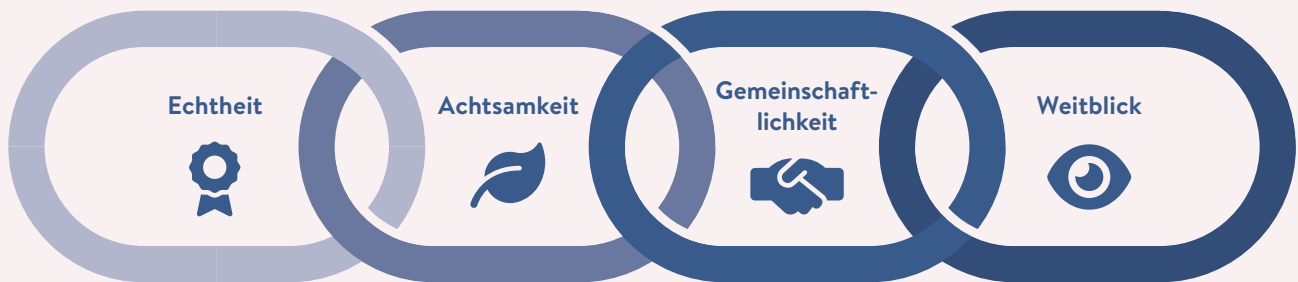 Echtheit
Achtsamkeit
Gemeinschaft-
lichkeit
Weitblick